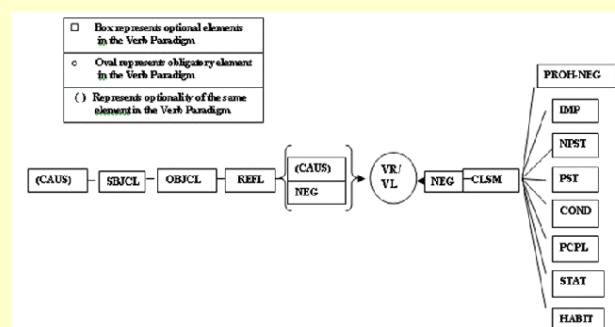 □ Box represents optional elements
in the Verb Paradigm
○ Oval represents obligatory element
in the Verb Paradigm
( ) Represents optionality of the same
element in the Verb Paradigm
PROH-NEG
IMP
NPST
(CAUS) SBJCL OBJCL REFL (CAUS) NEG VR/VL NEG CLSM
PST
COND
PCPL
STAT
HABIT